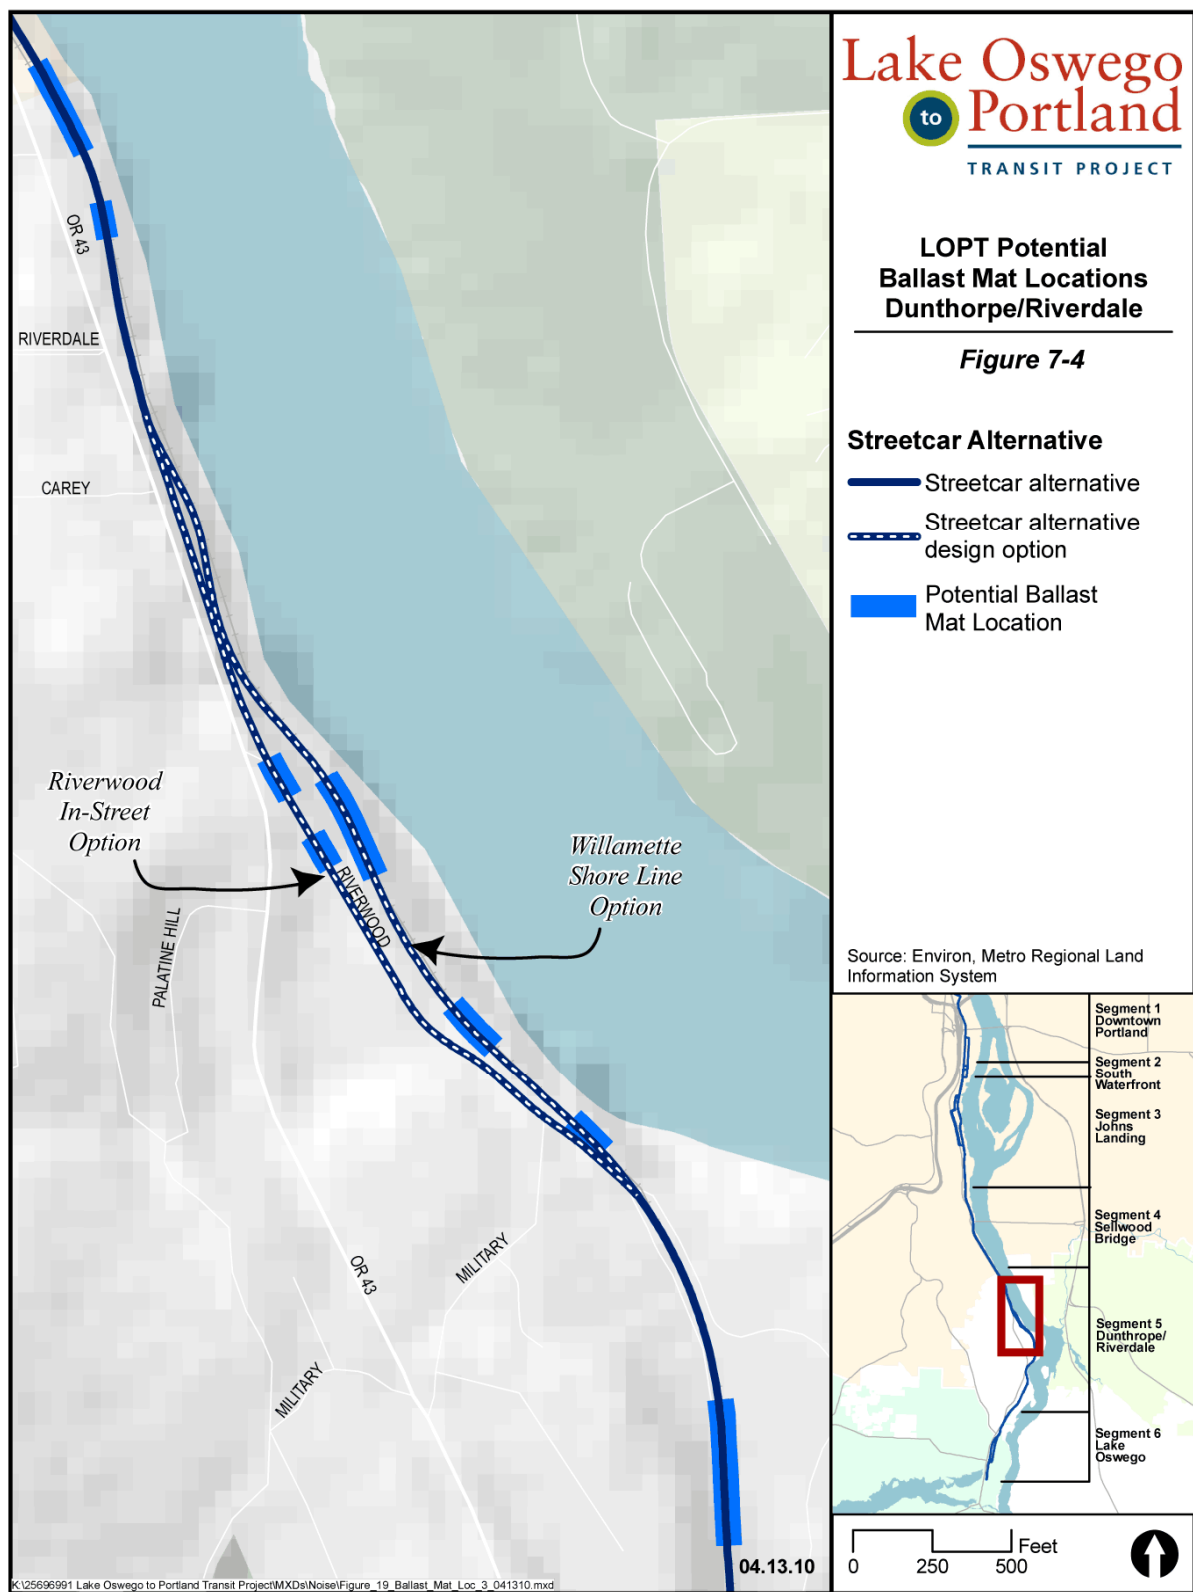 Lake Oswego
to Portland
TRANSIT PROJECT
LOPT Potential
Ballast Mat Locations
Dunthorpe/Riverdale
Figure 7-4
Streetcar Alternative
Streetcar alternative
Streetcar alternative
design option
Potential Ballast
Mat Location
Source: Environ, Metro Regional Land
Information System
OR 43
RIVERDALE
CAREY
Riverwood
In-Street
Option
RIVERWOOD
Willamette
Shore Line
Option
PALATINE HILL
OR 43
MILITARY
MILITARY
04.13.10
K:\25696991 Lake Oswego to Portland Transit Project\MXDs\Noise\Figure_19_Ballast_Mat_Loc_3_041310.mxd
Segment 1
Downtown
Portland
Segment 2
South
Waterfront
Segment 3
Johns
Landing
Segment 4
Sellwood
Bridge
Segment 5
Dunthrope/
Riverdale
Segment 6
Lake
Oswego
Feet
0 250 500